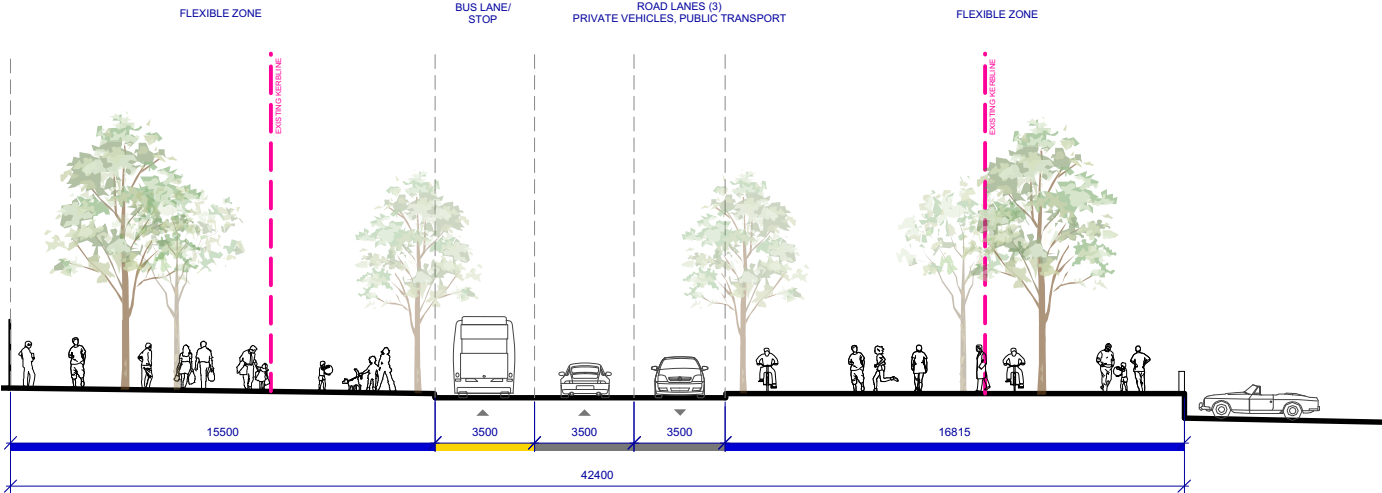 FLEXIBLE ZONE
BUS LANE/
STOP
ROAD LANES (3)
PRIVATE VEHICLES, PUBLIC TRANSPORT
FLEXIBLE ZONE
EXISTING KERBLINE
EXISTING KERBLINE
15500
3500
3500
3500
16815
42400